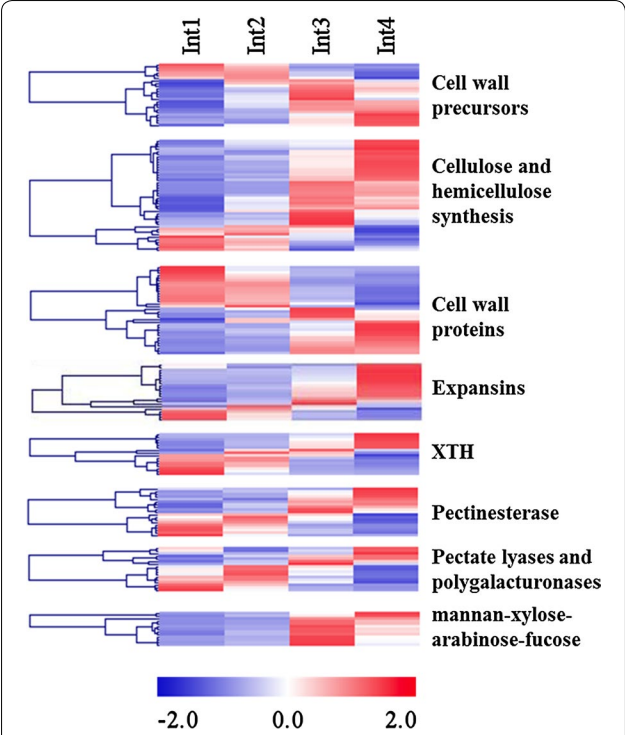 Int1 Int2 Int3 Int4
Cell wall
precursors
Cellulose and
hemicellulose
synthesis
Cell wall
proteins
Expansins
XTH
Pectinesterase
Pectate lyases and
polygalacturonases
mannan-xylose-
arabinose-fucose
-2.0 0.0 2.0